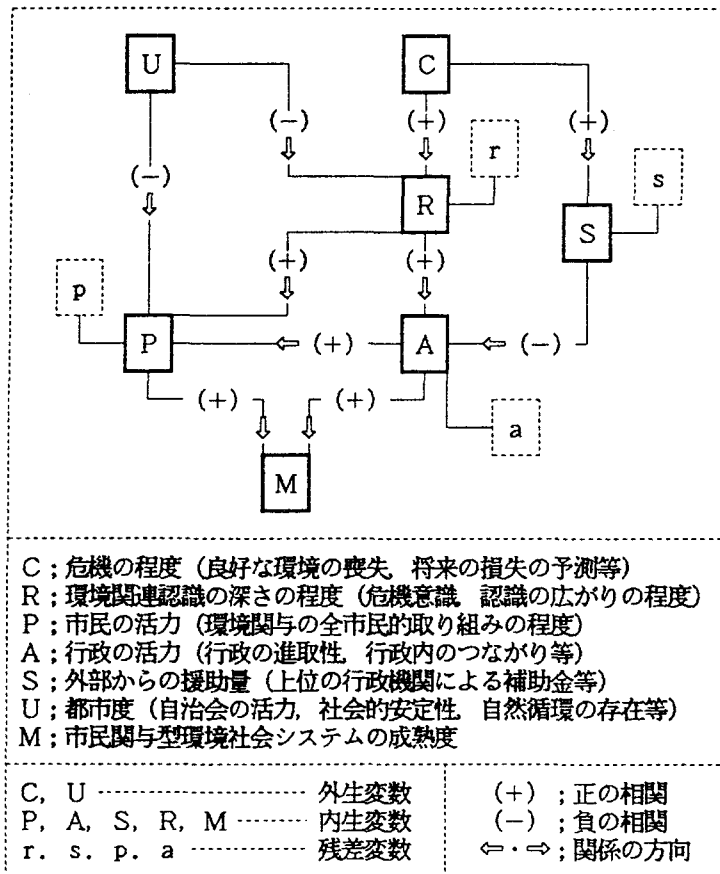 U
C
(-)
(+)
(+)
r
(-)
R
s
S
(+)
(+)
p
P
(+)
A
(-)
(+)
(+)
a
M
C;危機の程度(良好な環境の喪失,将来の損失の予測等)
R;環境関連認識の深さの程度(危機意識,認識の広がりの程度)
P;市民の活力(環境関与の全市民的取り組みの程度)
A;行政の活力(行政の進取性,行政内のつながり等)
S;外部からの援助量(上位の行政機関による補助金等)
U;都市度(自治会の活力,社会的安定性,自然循環の存在等)
M;市民関与型環境社会システムの成熟度
C, U ............ 外生変数
P, A, S, R, M ...... 内生変数
r. s. p. a ......... 残差変数
(+);正の相関
(-);負の相関
⇦・⇨;関係の方向